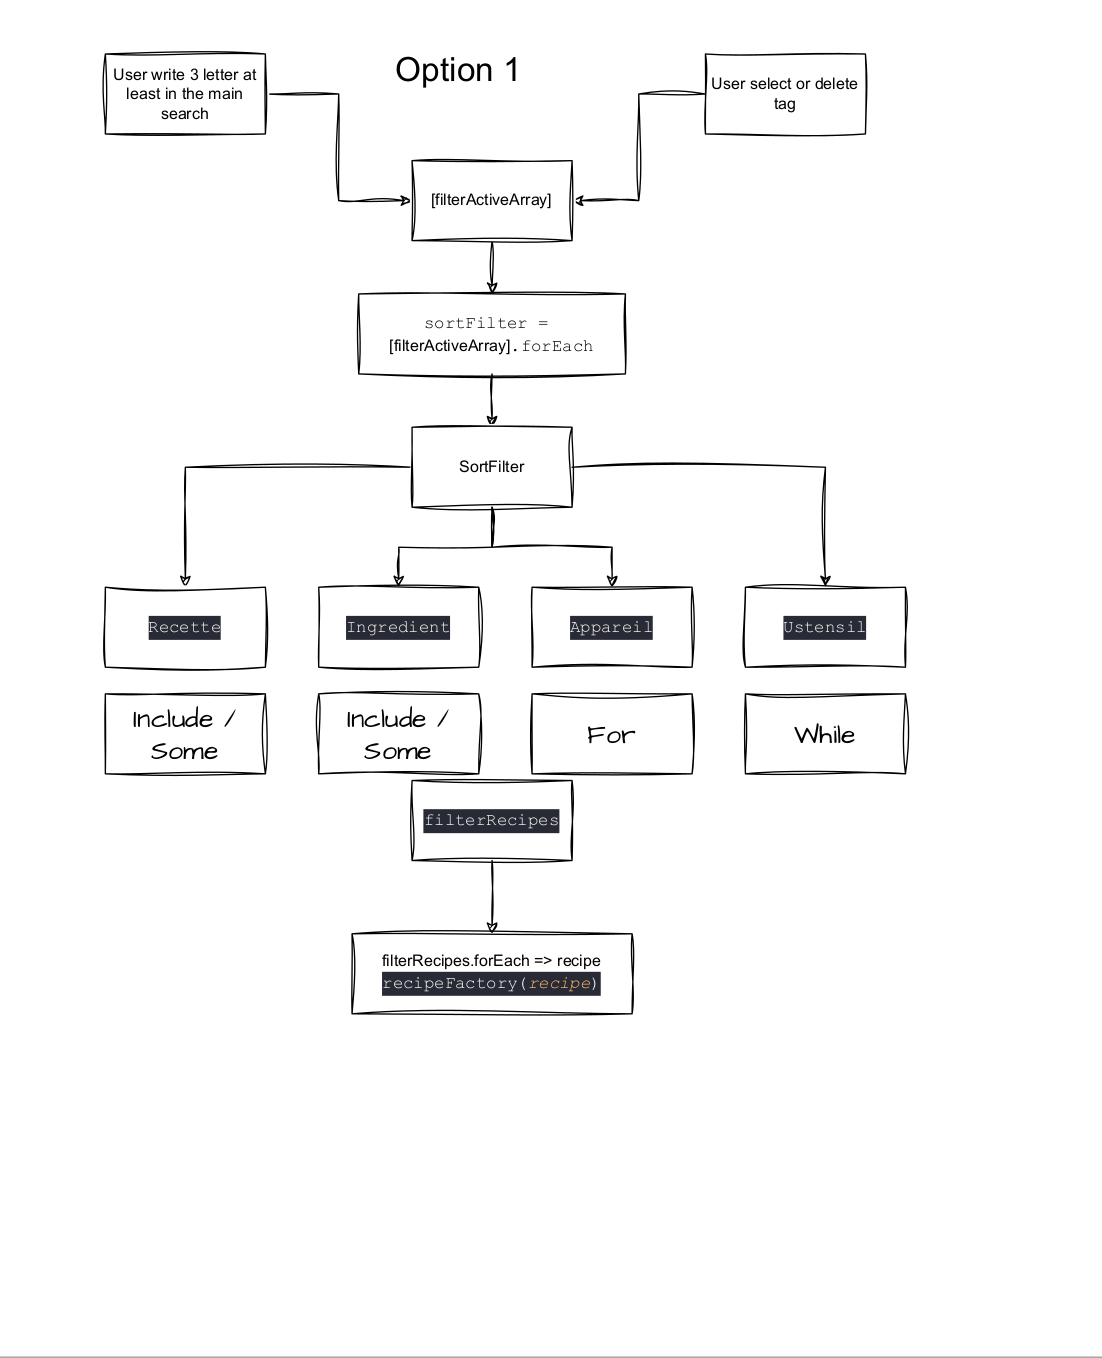 Option 1
User write 3 letter at
least in the main
search
User select or delete
tag
[filterActiveArray]
sortFilter =
[filterActiveArray].forEach
SortFilter
Recette
Ingredient
Appareil
Ustensil
Include /
Some
Include /
Some
For
While
filterRecipes
filterRecipes.forEach => recipe
recipeFactory(recipe)